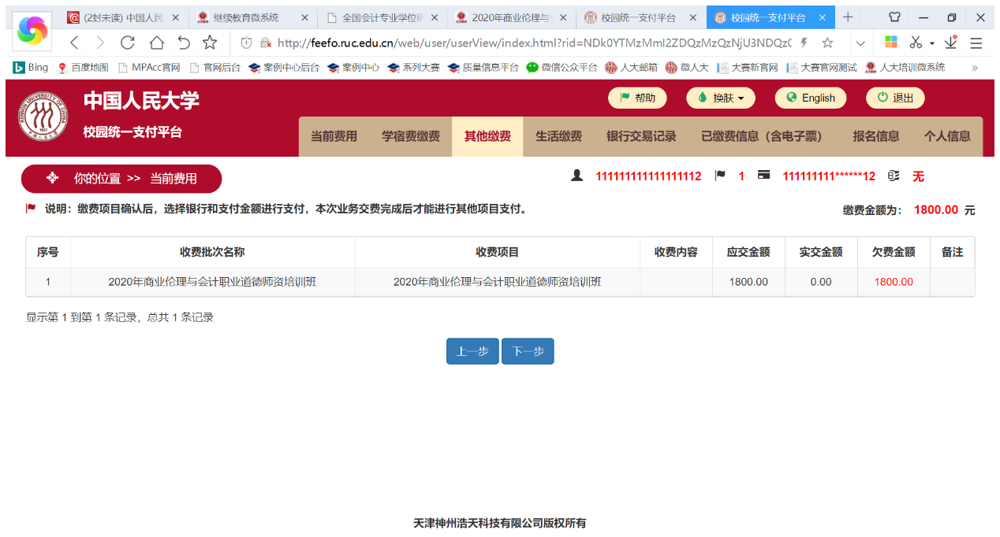 (2封未读) 中国人民
继续教育微系统
全国会计专业学位研
2020年商业伦理与会
校园统一支付平台
校园统一支付平台
http://feefo.ruc.edu.cn/web/user/userView/index.html?rid=NDk0YTMzMmI2ZDQzMzQzNjU3NDQz
Bing 百度地图 MPAcc官网 官网后台 案例中心后台 案例中心 系列大赛 质量信息平台 微信公众平台 人大邮箱 微人大 大赛新官网 大赛官网测试 人大培训微系统 »
中国人民大学
校园统一支付平台
帮助 换肤 English 退出
当前费用 学宿费缴费 其他缴费 生活缴费 银行交易记录 已缴费信息（含电子票） 报名信息 个人信息
你的位置 >> 当前费用
111111111111111112 1 111111111******12 无
说明：缴费项目确认后，选择银行和支付金额进行支付，本次业务交费完成后才能进行其他项目支付。
缴费金额为： 1800.00 元
序号 收费批次名称 收费项目 收费内容 应交金额 实交金额 欠费金额 备注
1 2020年商业伦理与会计职业道德师资培训班 2020年商业伦理与会计职业道德师资培训班 1800.00 0.00 1800.00
显示第 1 到第 1 条记录，总共 1 条记录
上一步 下一步
天津神州浩天科技有限公司版权所有